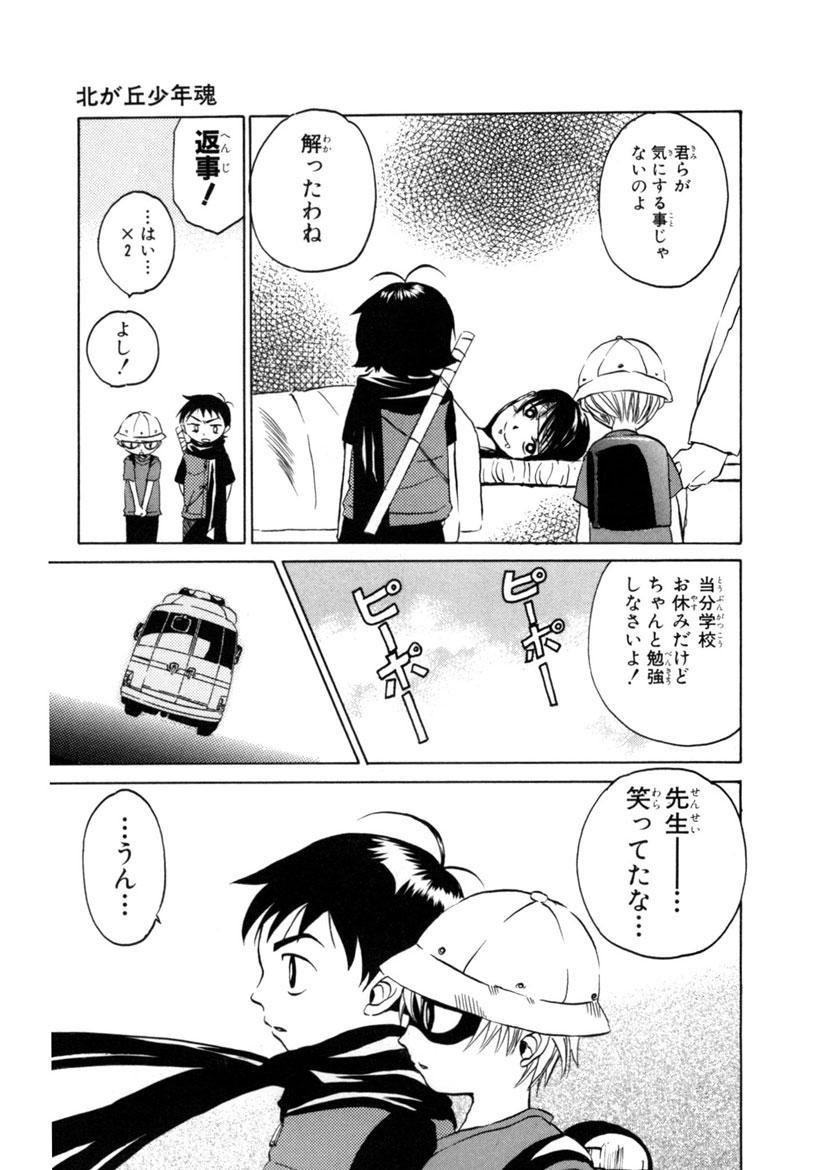 北が丘少年魂
君らが
気にする事じゃ
ないのよ
解ったわね
返事!
…はい…
×2
よし!
当分学校
お休みだけど
ちゃんと勉強
しなさいよ!
ピーポー
ピーポー
先生━━…
笑ってたな…
…うん…